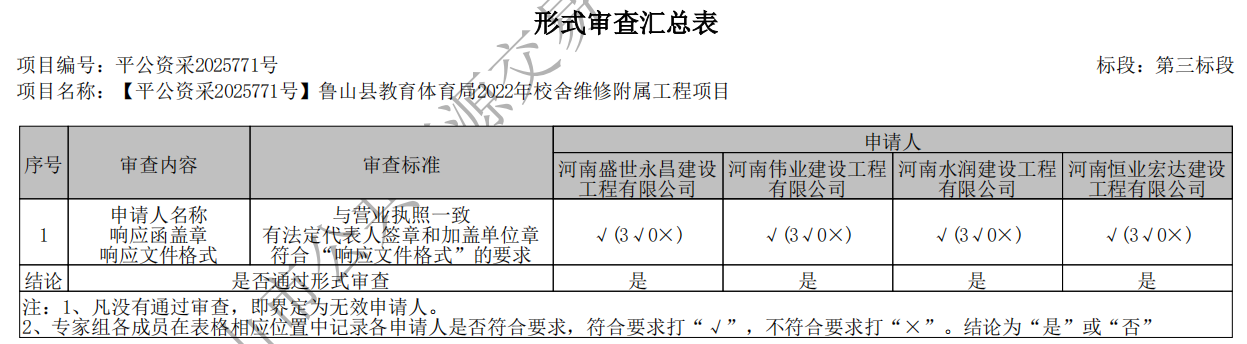 形式审查汇总表
项目编号：平公资采2025771号
标段：第三标段
项目名称：【平公资采2025771号】鲁山县教育体育局2022年校舍维修附属工程项目
序号
审查内容
审查标准
申请人
河南盛世永昌建设
工程有限公司
河南伟业建设工程
有限公司
河南水润建设工程
有限公司
河南恒业宏达建设
工程有限公司
1
申请人名称
响应函盖章
响应文件格式
与营业执照一致
有法定代表人签章和加盖单位章
符合 “响应文件格式”的要求
√(3√0×)
√(3√0×)
√(3√0×)
√(3√0×)
结论
是否通过形式审查
是
是
是
是
注：1、凡没有通过审查，即界定为无效申请人。
2、专家组各成员在表格相应位置中记录各申请人是否符合要求，符合要求打“√”，不符合要求打“×”。结论为“是”或“否”